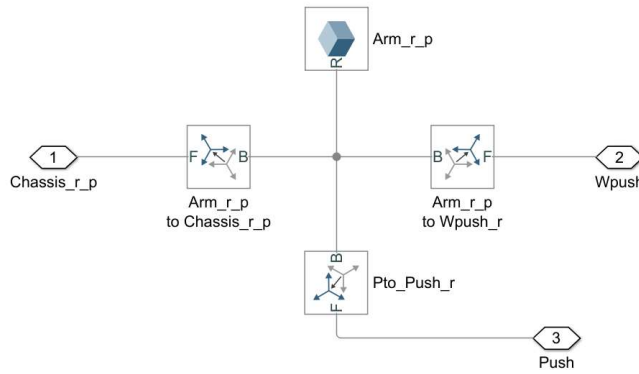 R
Arm_r_p
1
F
B
B
F
2
Chassis_r_p
Wpush
Arm_r_p
to Chassis_r_p
Arm_r_p
to Wpush_r
B
Pto_Push_r
F
3
Push